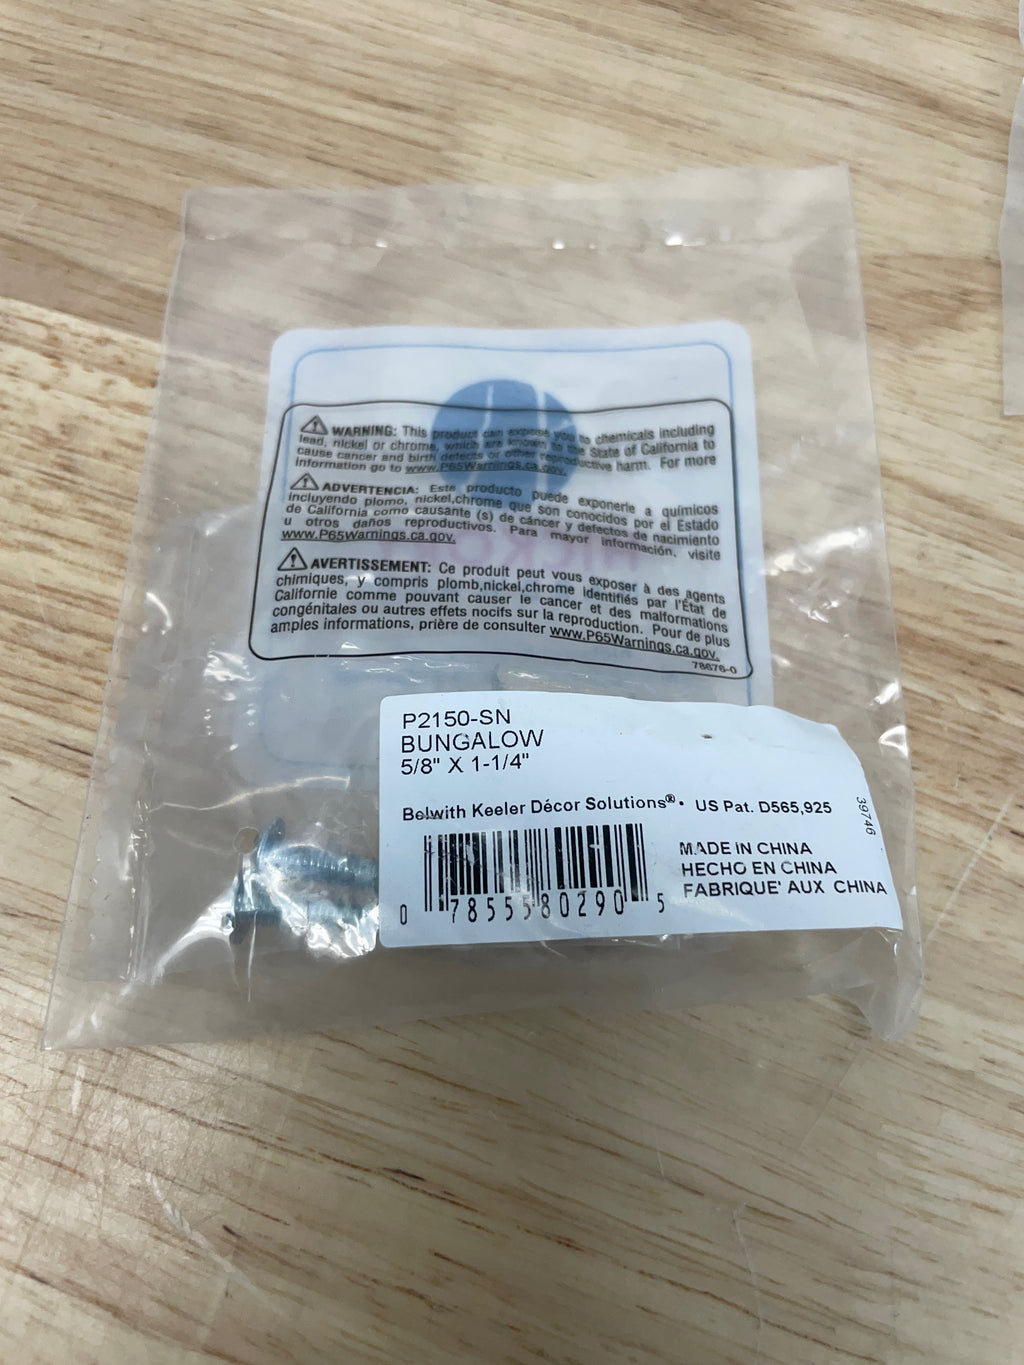 WARNING: This product can expose you to chemicals including
lead, nickel or chrome, which are known to the State of California to
cause cancer and birth defects or other reproductive harm. For more
information go to www.P65Warnings.ca.gov.
ADVERTENCIA: Este producto puede exponerle a químicos
incluyendo plomo, nickel,chrome que son conocidos por el Estado
de California como causante (s) de cáncer y defectos de nacimiento
u otros daños reproductivos. Para mayor información, visite
www.P65Warnings.ca.gov.
AVERTISSEMENT: Ce produit peut vous exposer à des agents
chimiques, y compris plomb,nickel,chrome identifiés par l'État de
Californie comme pouvant causer le cancer et des malformations
congénitales ou autres effets nocifs sur la reproduction. Pour de plus
amples informations, prière de consulter www.P65Warnings.ca.gov.
78676-0
P2150-SN
BUNGALOW
5/8" X 1-1/4"
Belwith Keeler Décor Solutions® • US Pat. D565,925
39746
MADE IN CHINA
HECHO EN CHINA
FABRIQUE' AUX CHINA
0 78555 80290 5